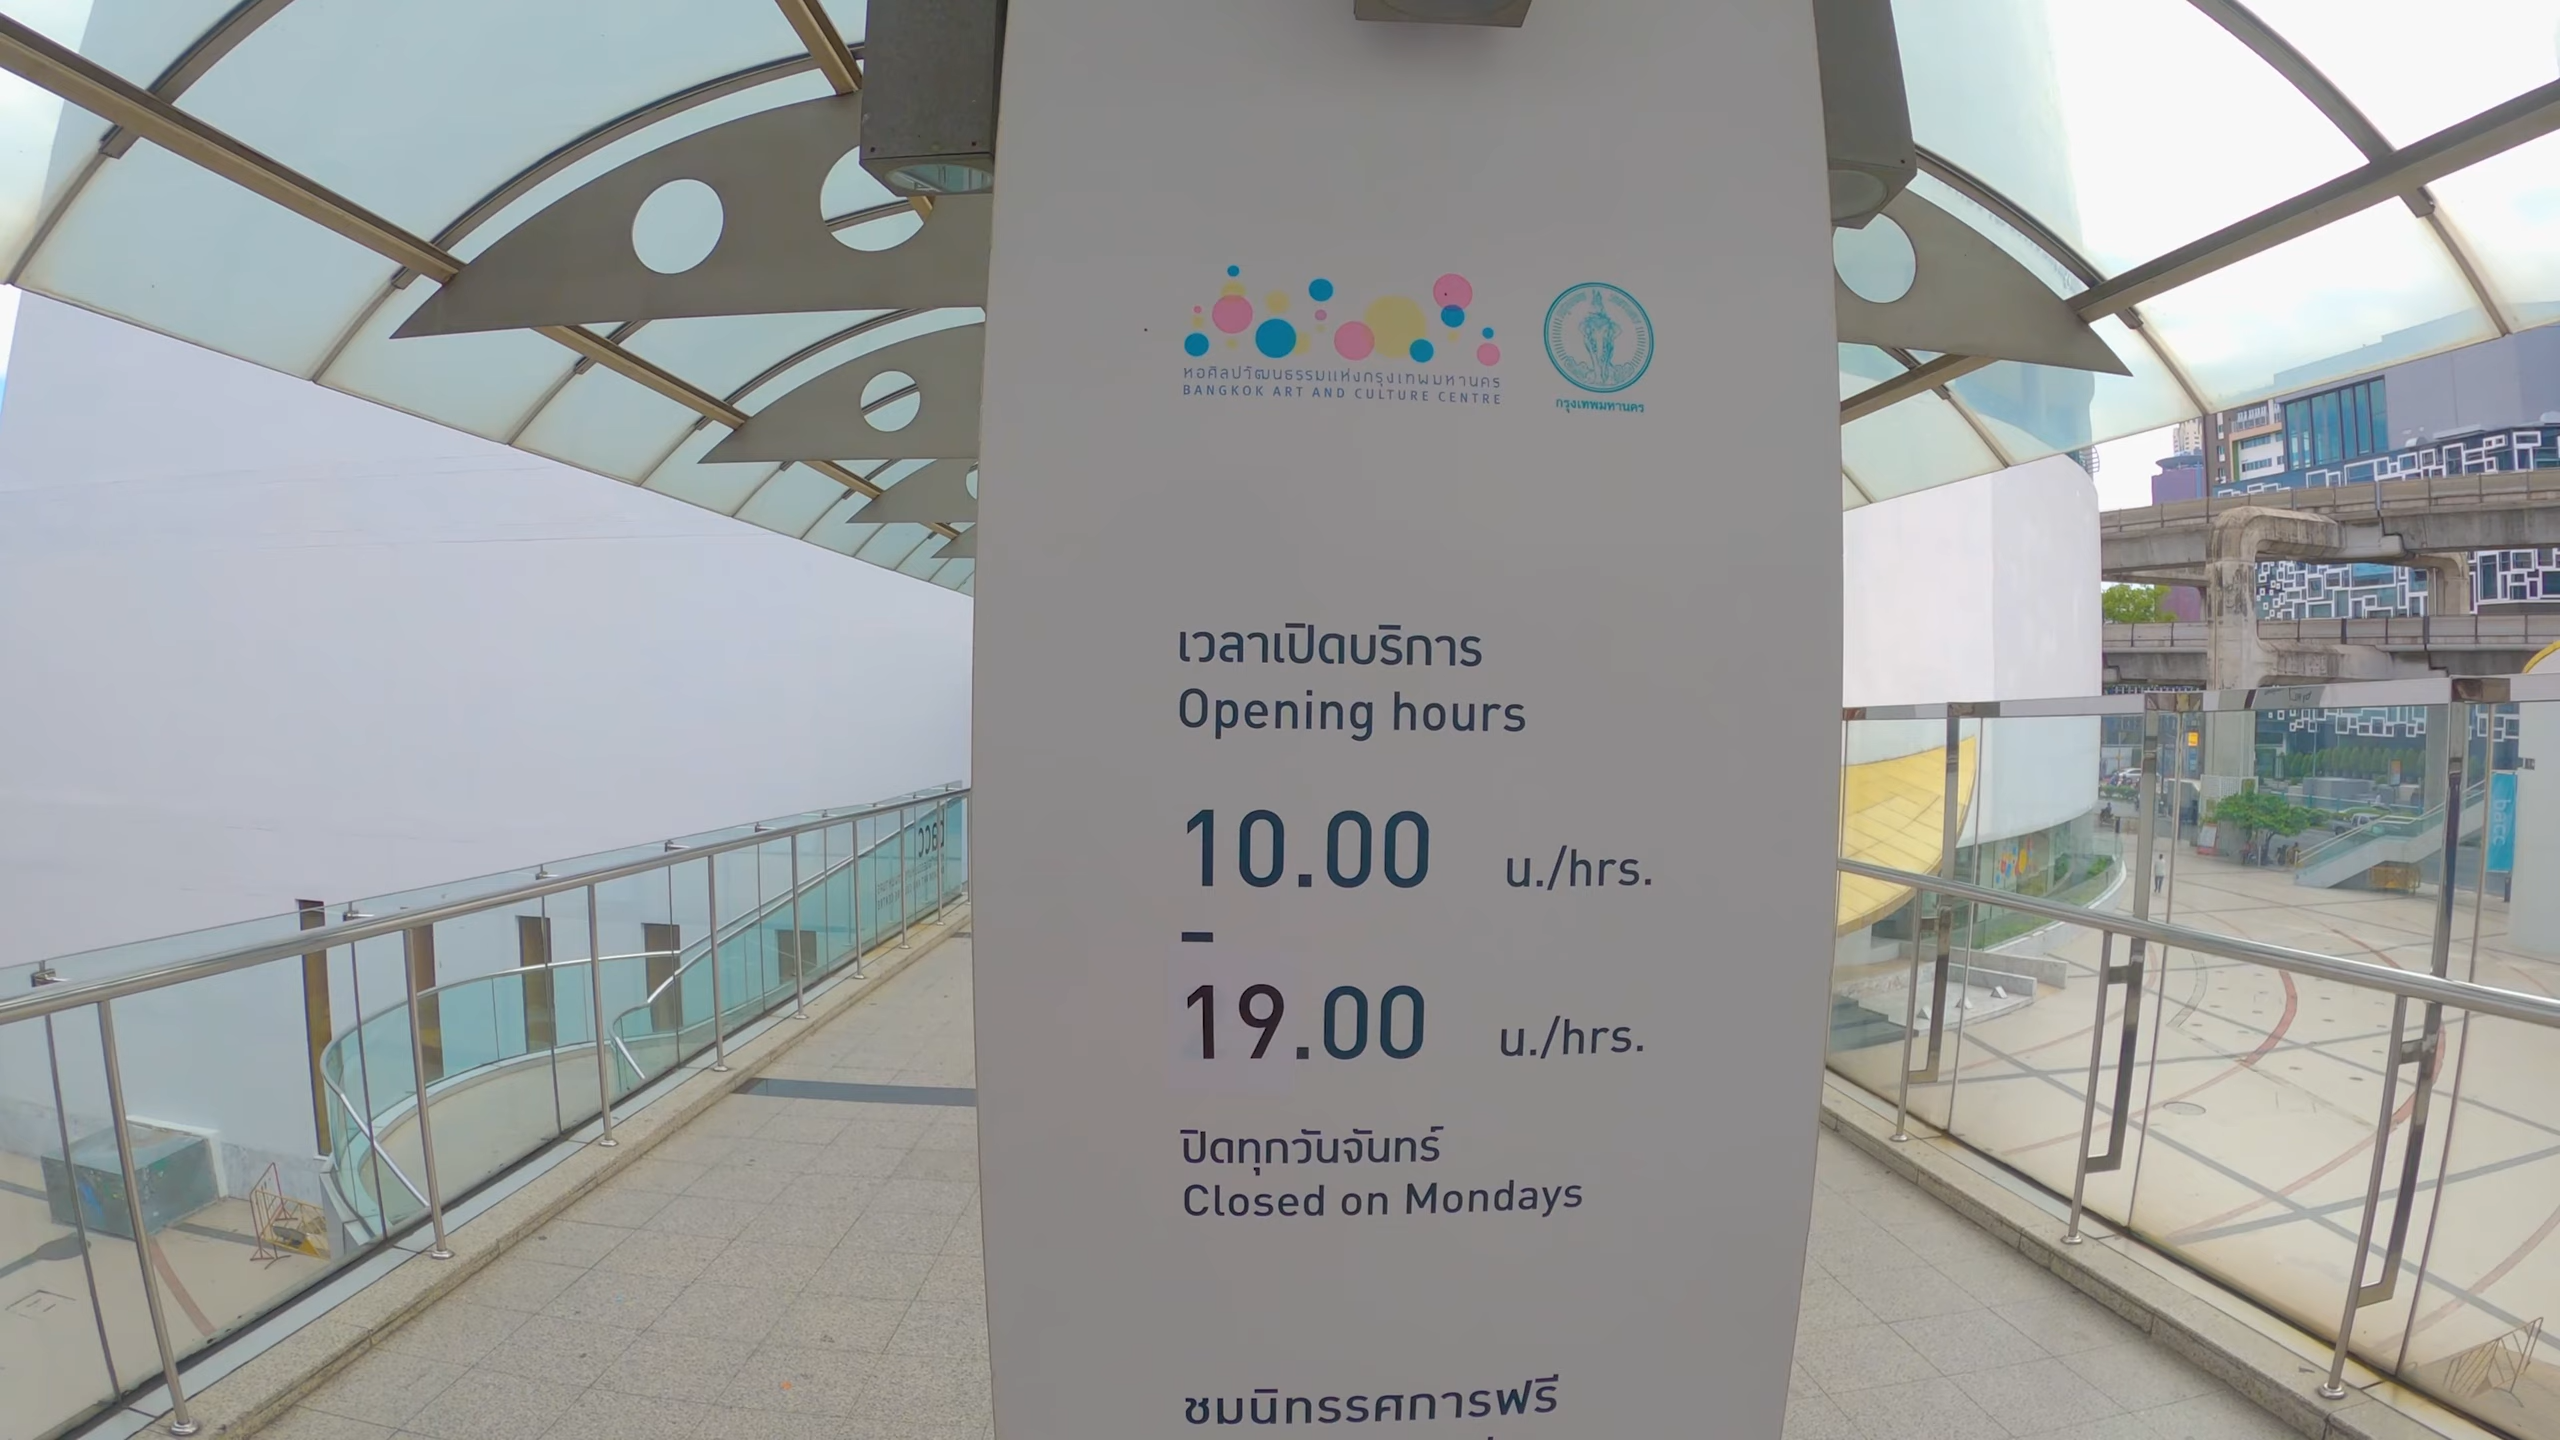 หอศิลปวัฒนธรรมแห่งกรุงเทพมหานคร
BANGKOK ART AND CULTURE CENTRE
กรุงเทพมหานคร
เวลาเปิดบริการ
Opening hours
10.00 น./hrs.
–
19.00 น./hrs.
ปิดทุกวันจันทร์
Closed on Mondays
ชมนิทรรศการฟรี
bacc
bacc